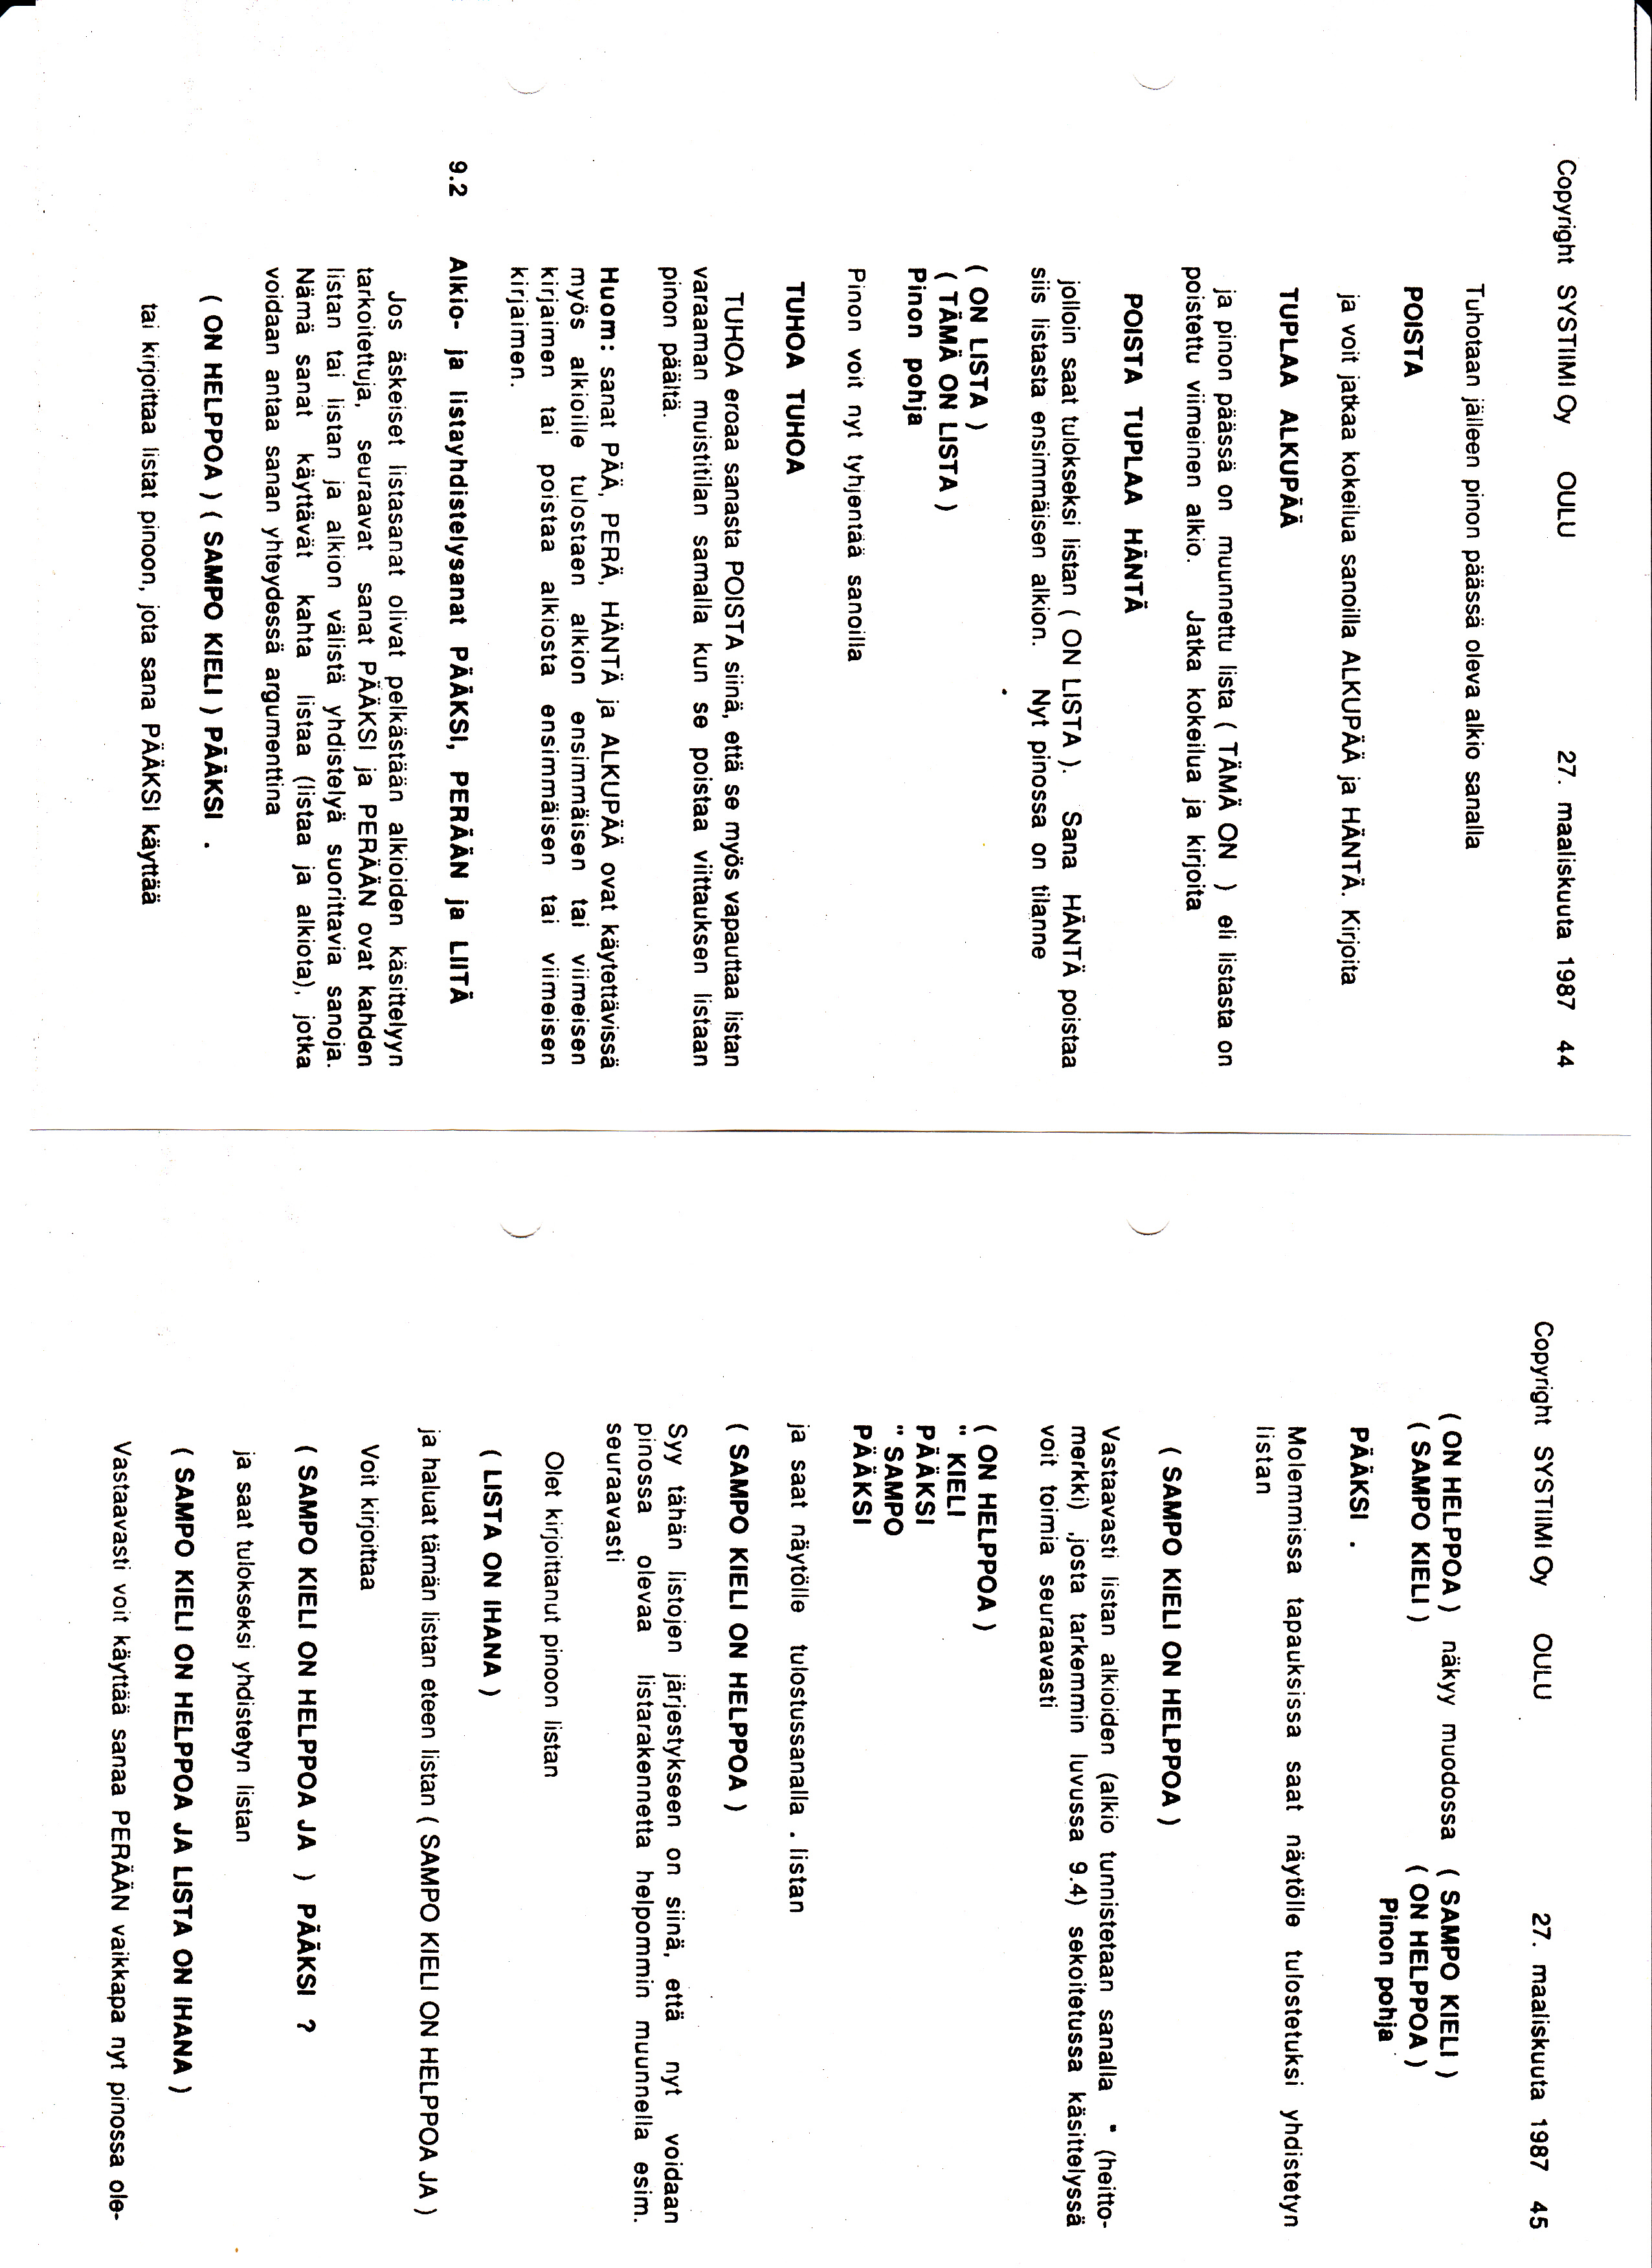 Copyright SYSTIIMI Oy OULU 27. maaliskuuta 1987 44
Tuhotaan jälleen pinon päässä oleva alkio sanalla
POISTA
ja voit jatkaa kokeilua sanoilla ALKUPÄÄ ja HÄNTÄ. Kirjoita
TUPLAA ALKUPÄÄ
ja pinon päässä on muunnettu lista ( TÄMÄ ON ) eli listasta on
poistettu viimeinen alkio. Jatka kokeilua ja kirjoita
POISTA TUPLAA HÄNTÄ
jolloin saat tulokseksi listan ( ON LISTA ). Sana HÄNTÄ poistaa
siis listasta ensimmäisen alkion. Nyt pinossa on tilanne
( ON LISTA )
( TÄMÄ ON LISTA )
Pinon pohja
Pinon voit nyt tyhjentää sanoilla
TUHOA TUHOA
TUHOA eroaa sanasta POISTA siinä, että se myös vapauttaa listan
varaaman muistitilan samalla kun se poistaa viittauksen listaan
pinon päältä.
Huom: sanat PÄÄ, PERÄ, HÄNTÄ ja ALKUPÄÄ ovat käytettävissä
myös alkioille tulostaen alkion ensimmäisen tai viimeisen
kirjaimen tai poistaa alkiosta ensimmäisen tai viimeisen
kirjaimen.
9.2 Alkio- ja listayhdistelysanat PÄÄKSI, PERÄÄN ja LIITÄ
Jos äskeiset listasanat olivat pelkästään alkioiden käsittelyyn
tarkoitettuja, seuraavat sanat PÄÄKSI ja PERÄÄN ovat kahden
listan tai listan ja alkion välistä yhdistelyä suorittavia sanoja.
Nämä sanat käyttävät kahta listaa (listaa ja alkiota), jotka
voidaan antaa sanan yhteydessä argumenttina
( ON HELPPOA ) ( SAMPO KIELI ) PÄÄKSI .
tai kirjoittaa listat pinoon, jota sana PÄÄKSI käyttää
Copyright SYSTIIMI Oy OULU 27. maaliskuuta 1987 45
( ON HELPPOA ) näkyy muodossa ( SAMPO KIELI )
( SAMPO KIELI ) ( ON HELPPOA )
Pinon pohja
PÄÄKSI .
Molemmissa tapauksissa saat näytölle tulostetuksi yhdistetyn
listan
( SAMPO KIELI ON HELPPOA )
Vastaavasti listan alkioiden (alkio tunnistetaan sanalla " (heitto-
merkki) ,josta tarkemmin luvussa 9.4) sekoitetussa käsittelyssä
voit toimia seuraavasti
( ON HELPPOA )
" KIELI
PÄÄKSI
" SAMPO
PÄÄKSI
ja saat näytölle tulostussanalla . listan
( SAMPO KIELI ON HELPPOA )
Syy tähän listojen järjestykseen on siinä, että nyt voidaan
pinossa olevaa listarakennetta helpommin muunnella esim.
seuraavasti
Olet kirjoittanut pinoon listan
( LISTA ON IHANA )
ja haluat tämän listan eteen listan ( SAMPO KIELI ON HELPPOA JA )
Voit kirjoittaa
( SAMPO KIELI ON HELPPOA JA ) PÄÄKSI ?
ja saat tulokseksi yhdistetyn listan
( SAMPO KIELI ON HELPPOA JA LISTA ON IHANA )
Vastaavasti voit käyttää sanaa PERÄÄN vaikkapa nyt pinossa ole-